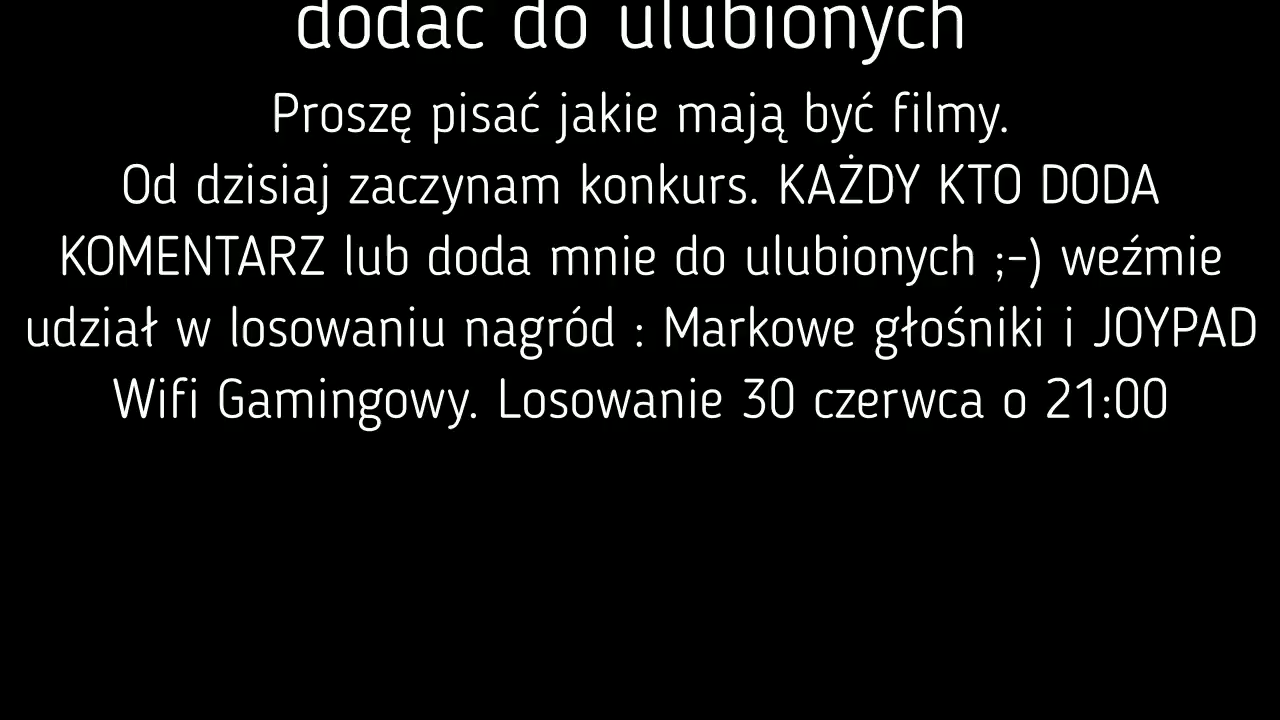 dodać do ulubionych
Proszę pisać jakie mają być filmy.
Od dzisiaj zaczynam konkurs. KAŻDY KTO DODA
KOMENTARZ lub doda mnie do ulubionych ;-) weźmie
udział w losowaniu nagród : Markowe głośniki i JOYPAD
Wifi Gamingowy. Losowanie 30 czerwca o 21:00